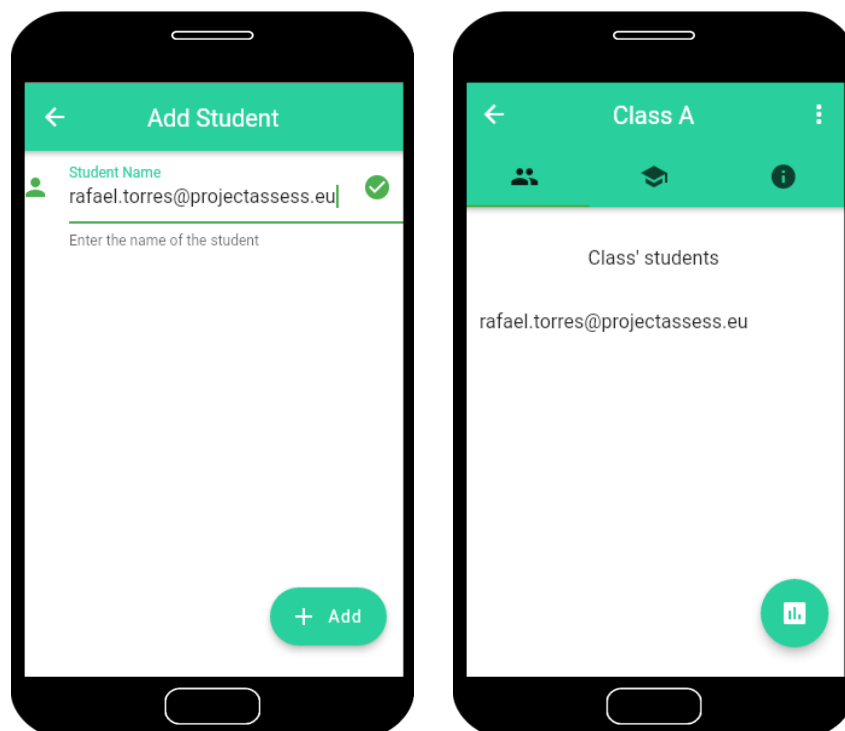 Add Student
Student Name
rafael.torres@projectassess.eu
Enter the name of the student
Add
Class A
Class' students
rafael.torres@projectassess.eu